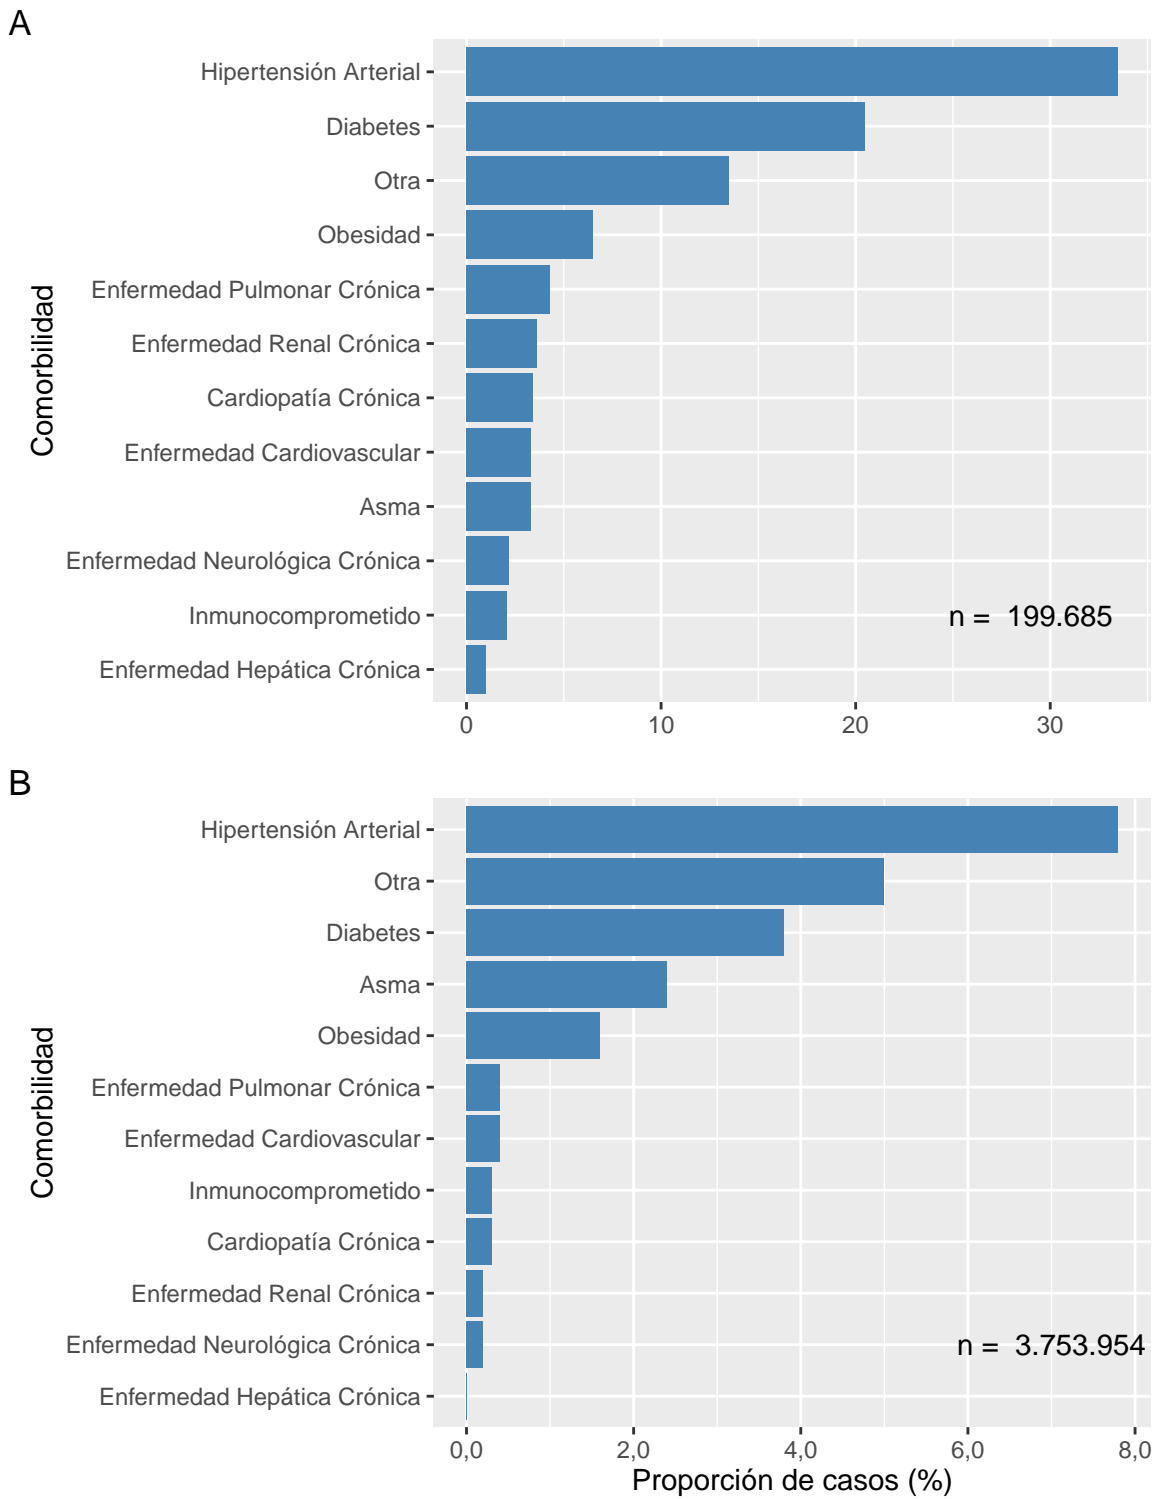 A
Hipertensión Arterial
Diabetes
Otra
Obesidad
Enfermedad Pulmonar Crónica
Enfermedad Renal Crónica
Cardiopatía Crónica
Enfermedad Cardiovascular
Asma
Enfermedad Neurológica Crónica
Inmunocomprometido
Enfermedad Hepática Crónica
Comorbilidad
n = 199.685
0 10 20 30
B
Hipertensión Arterial
Otra
Diabetes
Asma
Obesidad
Enfermedad Pulmonar Crónica
Enfermedad Cardiovascular
Inmunocomprometido
Cardiopatía Crónica
Enfermedad Renal Crónica
Enfermedad Neurológica Crónica
Enfermedad Hepática Crónica
Comorbilidad
n = 3.753.954
0,0 2,0 4,0 6,0 8,0
Proporción de casos (%)